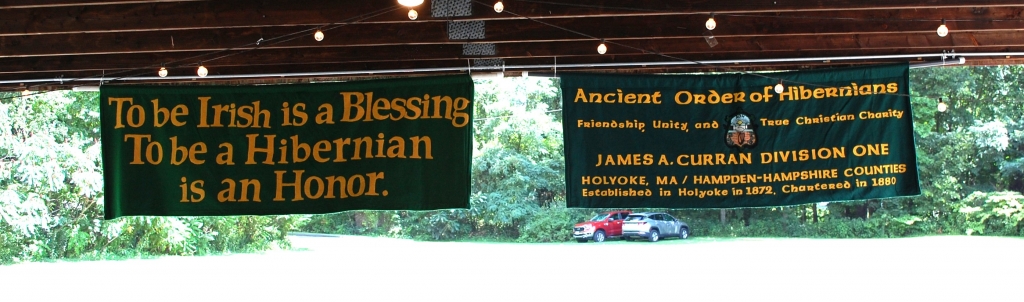 To be Irish is a Blessing
To be a Hibernian
is an Honor.
Ancient Order of Hibernians
Friendship, Unity, and True Christian Charity
JAMES A. CURRAN DIVISION ONE
HOLYOKE, MA / HAMPDEN-HAMPSHIRE COUNTIES
Established in Holyoke in 1872, Chartered in 1880